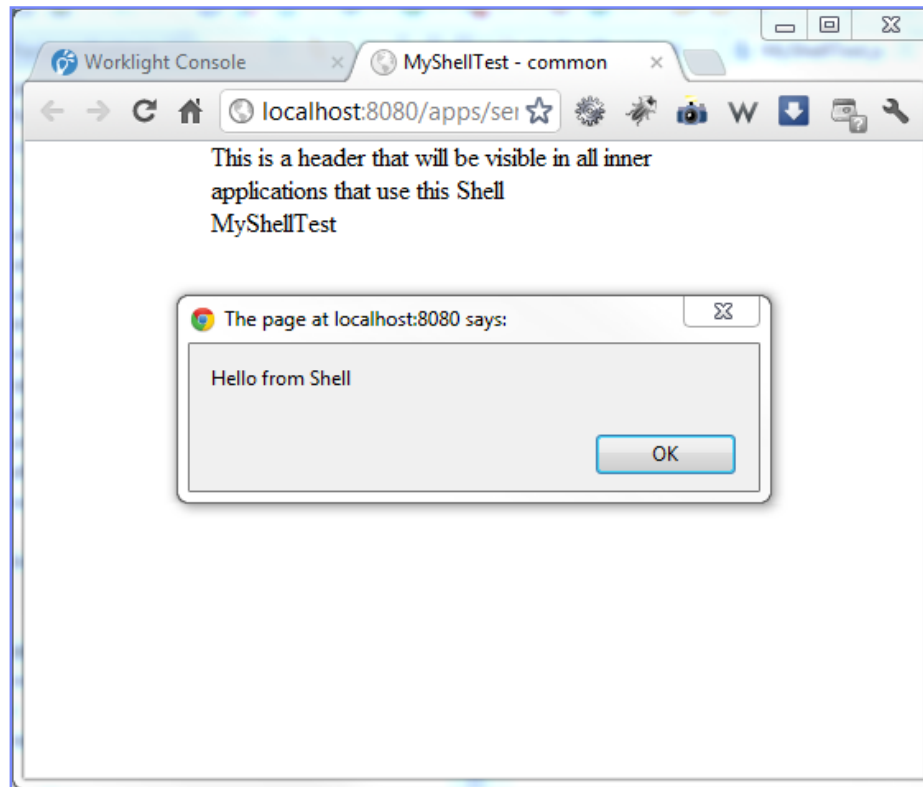 Worklight Console
MyShellTest - common
localhost:8080/apps/ser
W
This is a header that will be visible in all inner
applications that use this Shell
MyShellTest
The page at localhost:8080 says:
Hello from Shell
OK